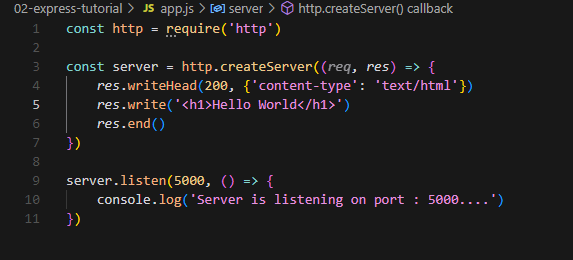 02-express-tutorial > JS app.js > server > http.createServer() callback
1 const http = require('http')
2
3 const server = http.createServer((req, res) => {
4 res.writeHead(200, {'content-type': 'text/html'})
5 res.write('<h1>Hello World</h1>')
6 res.end()
7 })
8
9 server.listen(5000, () => {
10 console.log('Server is listening on port : 5000....')
11 })